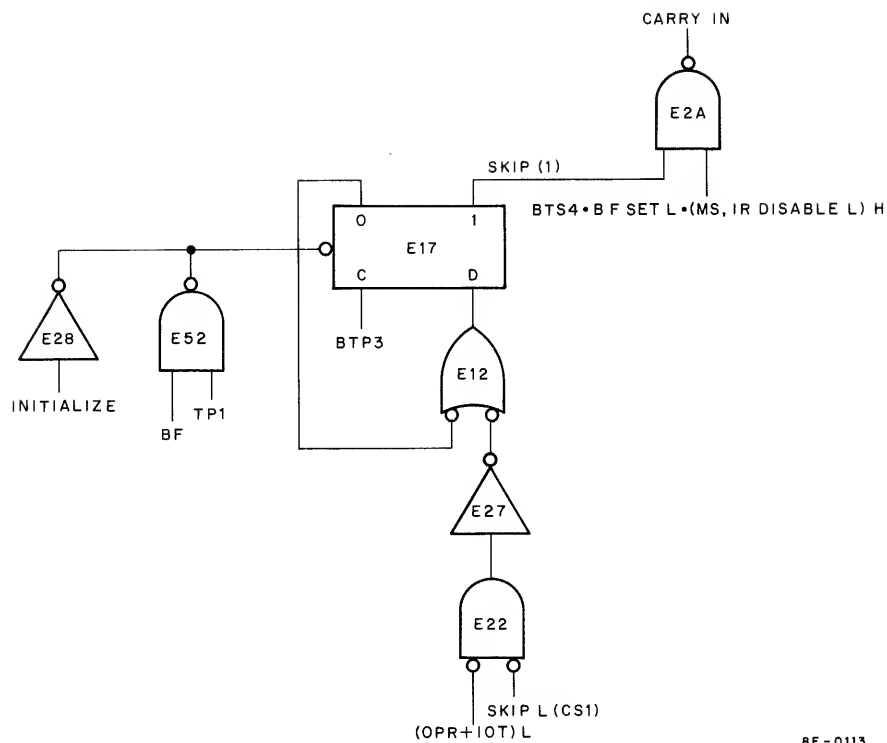 CARRY IN
E2A
SKIP (1)
BTS4•BF SET L•(MS, IR DISABLE L) H
0 1
E17
C D
E28
E52
BTP3
E12
INITIALIZE
TP1
BF
E27
E22
SKIP L (CS1)
(OPR+IOT) L
8E-0113